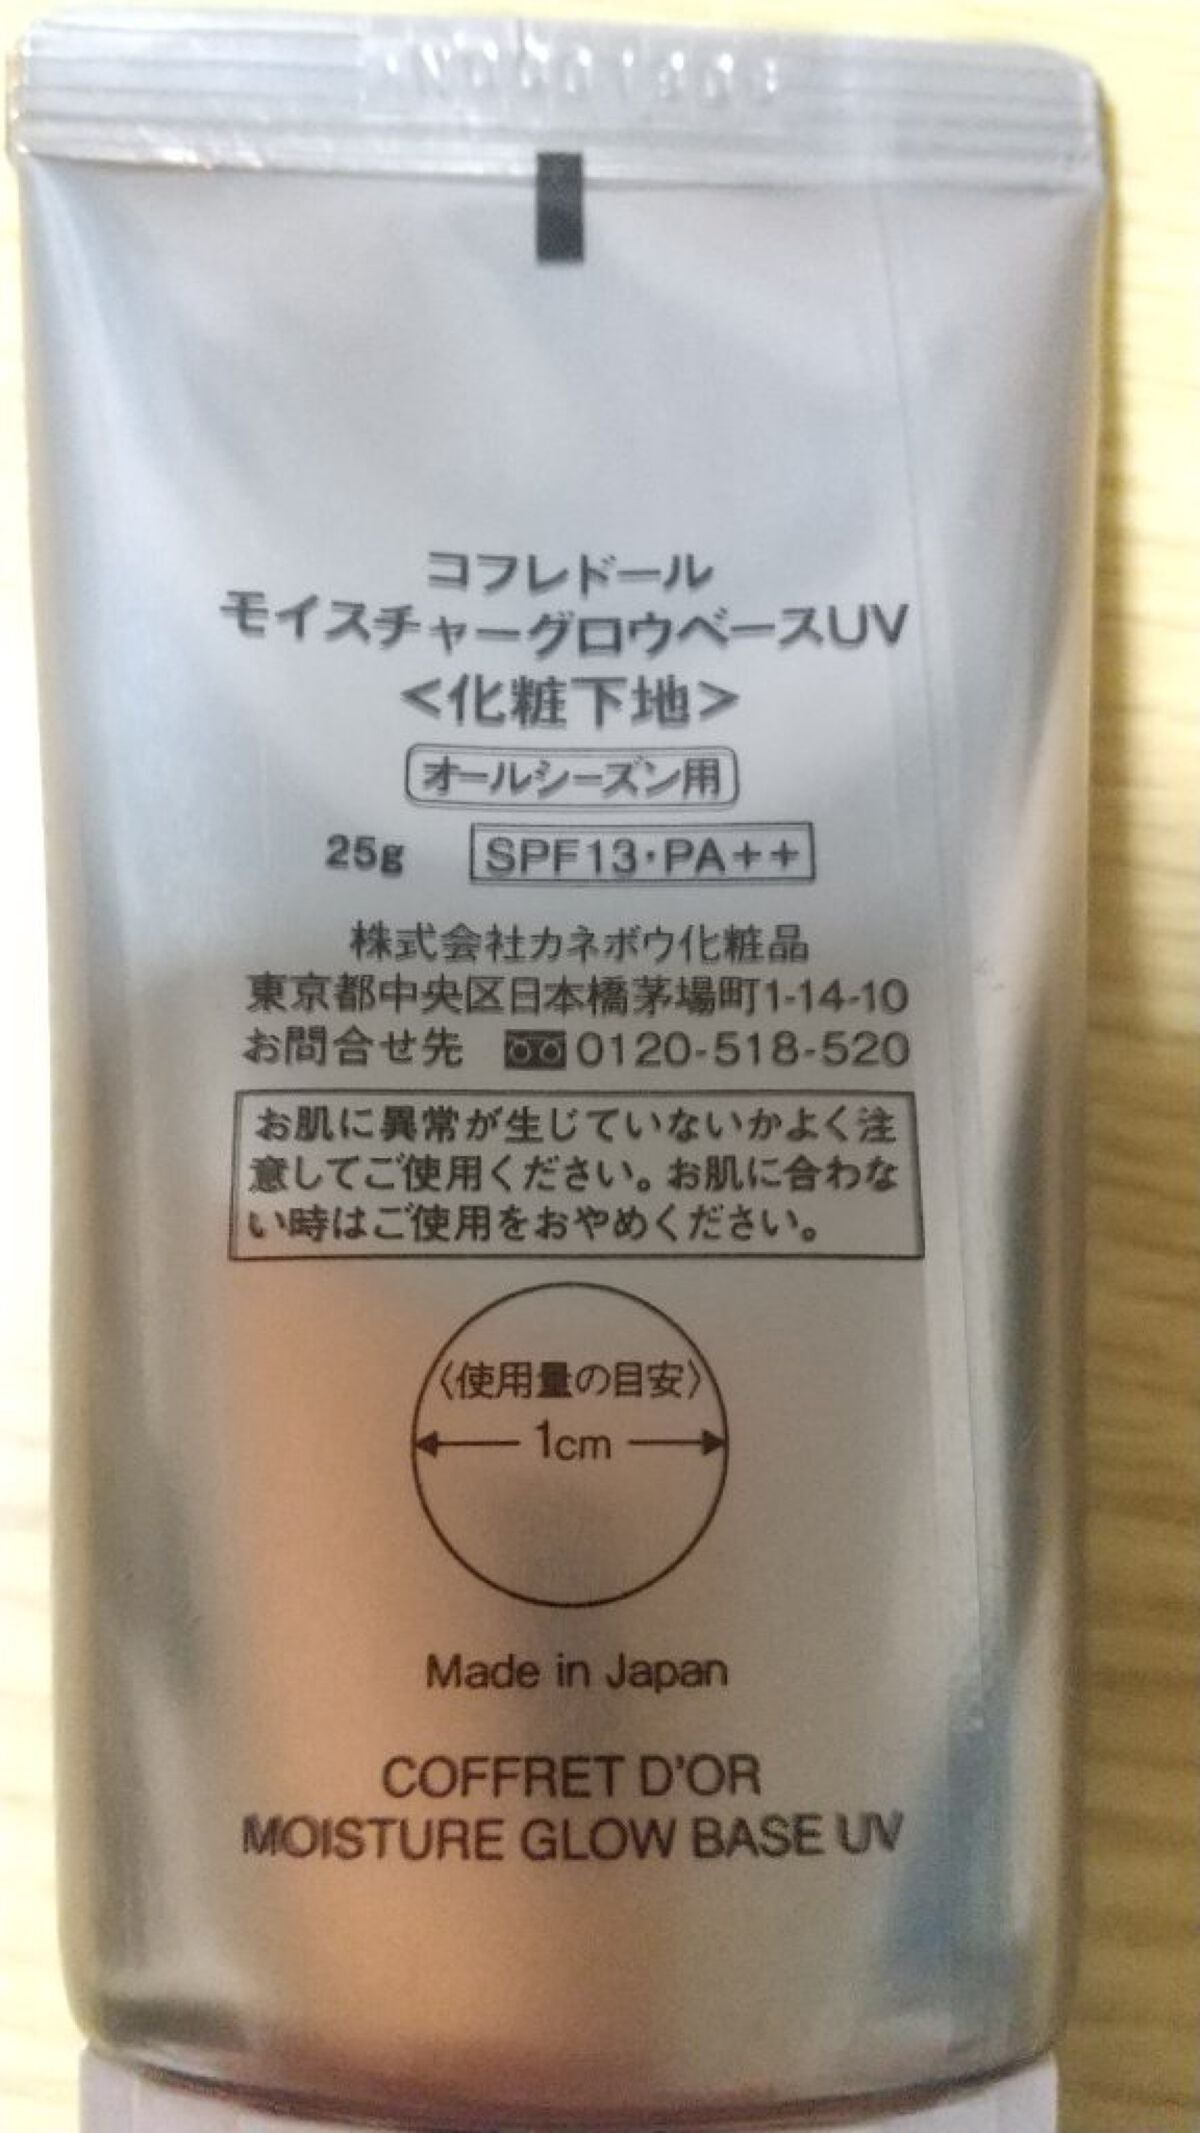 コフレドール
モイスチャーグロウベースUV
＜化粧下地＞
オールシーズン用
25g SPF13・PA++
株式会社カネボウ化粧品
東京都中央区日本橋茅場町1-14-10
お問合せ先 0120-518-520
お肌に異常が生じていないかよく注
意してご使用ください。お肌に合わな
い時はご使用をおやめください。
〈使用量の目安〉
1cm
Made in Japan
COFFRET D'OR
MOISTURE GLOW BASE UV